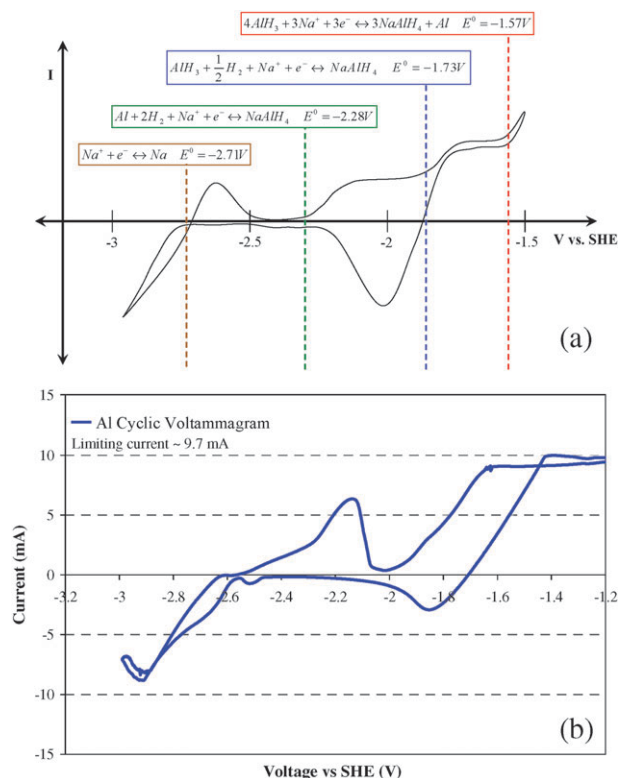 4AlH₃ + 3Na⁺ + 3e⁻ ↔ 3NaAlH₄ + Al E⁰ = −1.57V
I
AlH₃ + 1/2 H₂ + Na⁺ + e⁻ ↔ NaAlH₄ E⁰ = −1.73V
Al + 2H₂ + Na⁺ + e⁻ ↔ NaAlH₄ E⁰ = −2.28V
Na⁺ + e⁻ ↔ Na E⁰ = −2.71V
-3 -2.5 -2 -1.5
V vs. SHE
(a)
15
Al Cyclic Voltammagram
Limiting current ~ 9.7 mA
10
5
0
-3.2 -3 -2.8 -2.6 -2.4 -2.2 -2 -1.8 -1.6 -1.4 -1.2
-5
-10
-15
Current (mA)
(b)
Voltage vs SHE (V)